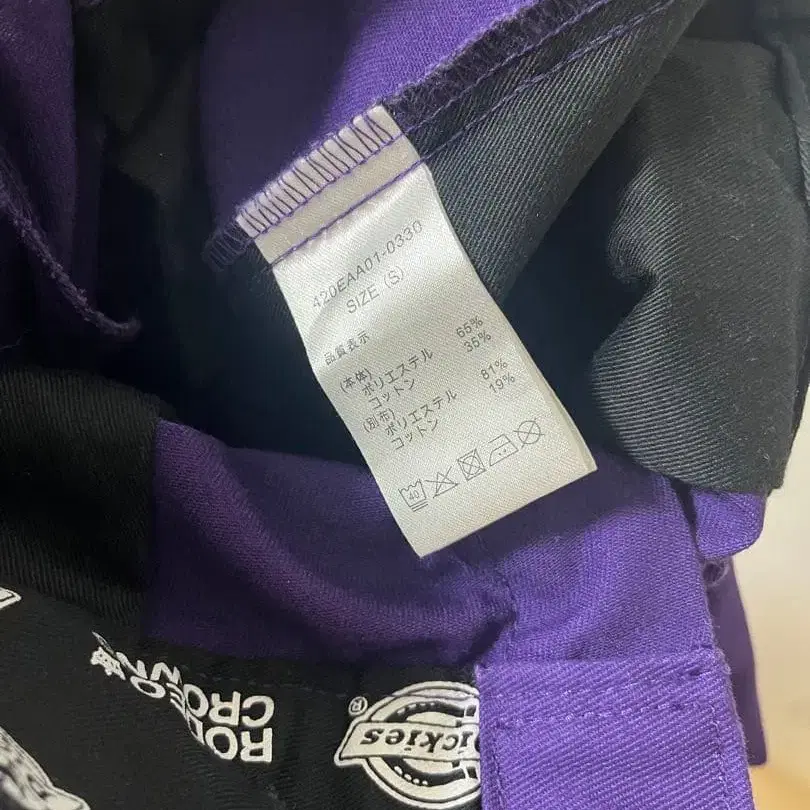 420EAA01-0330
SIZE (S)
品質表示
(本体)
ポリエステル 65%
コットン 35%
(別布)
ポリエステル 81%
コットン 19%
40
RODEO
CROWNS
Dickies
®